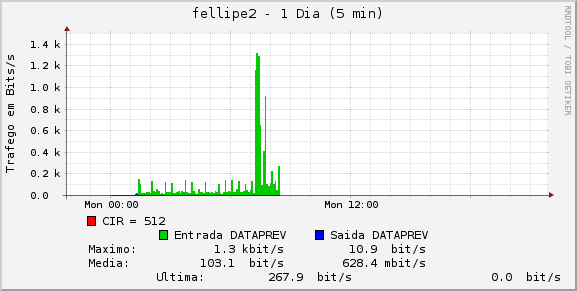 fellipe2 - 1 Dia (5 min)
RRDTOOL / TOBI OETIKER
Trafego em Bits/s
1.4 k
1.2 k
1.0 k
0.8 k
0.6 k
0.4 k
0.2 k
0.0
Mon 00:00 Mon 12:00
CIR = 512
Entrada DATAPREV Saida DATAPREV
Maximo: 1.3 kbit/s 10.9 bit/s
Media: 103.1 bit/s 628.4 mbit/s
Ultima: 267.9 bit/s 0.0 bit/s